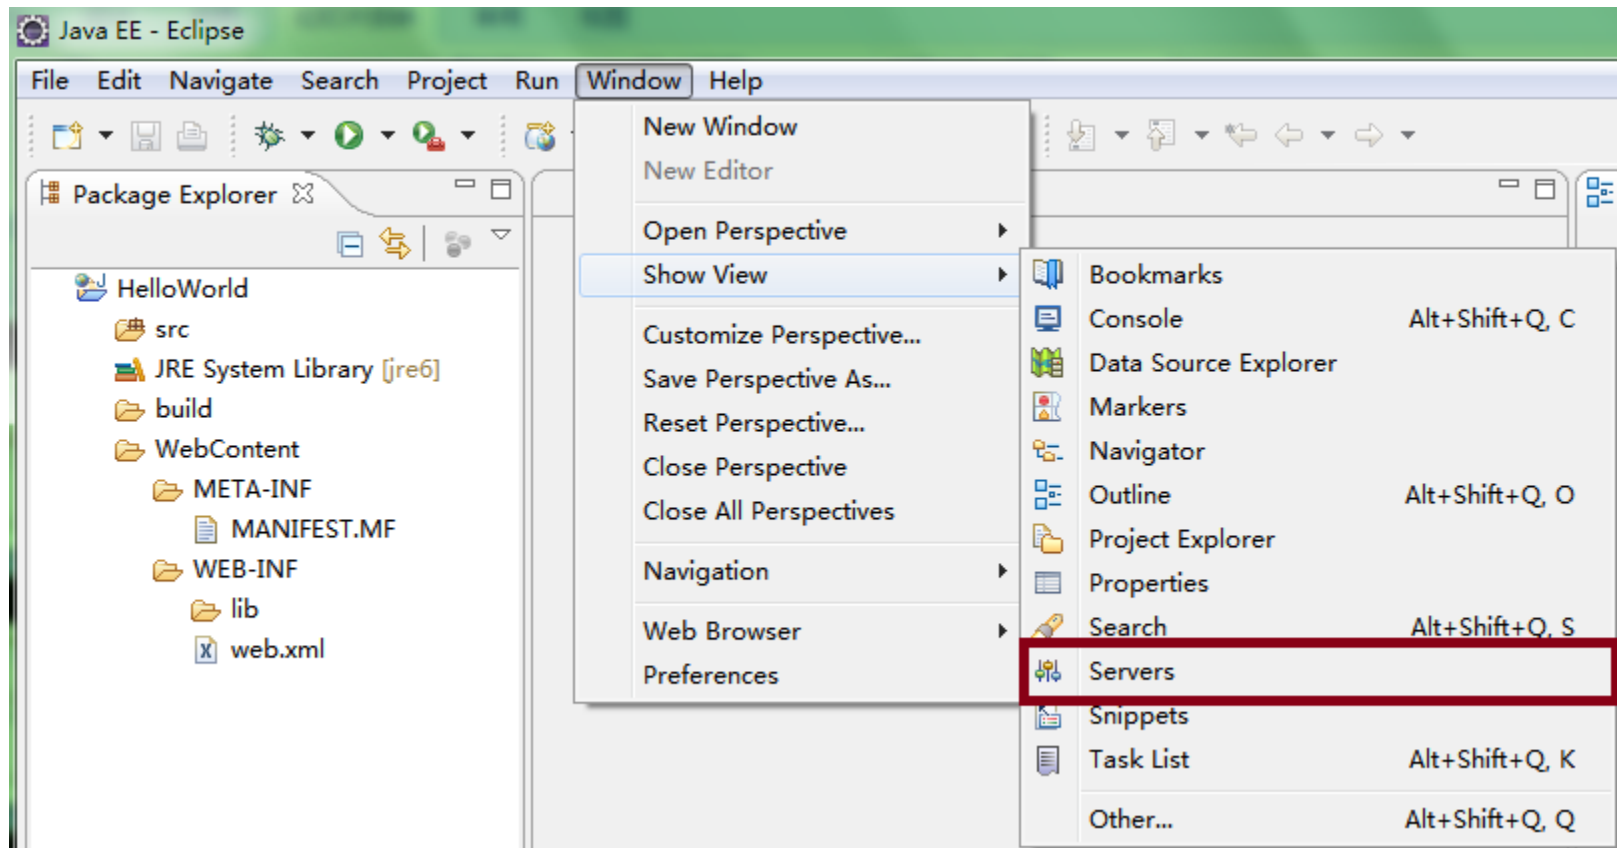 Java EE - Eclipse
File Edit Navigate Search Project Run Window Help
Package Explorer
HelloWorld
src
JRE System Library [jre6]
build
WebContent
META-INF
MANIFEST.MF
WEB-INF
lib
web.xml
New Window
New Editor
Open Perspective
Show View
Customize Perspective...
Save Perspective As...
Reset Perspective...
Close Perspective
Close All Perspectives
Navigation
Web Browser
Preferences
Bookmarks
Console Alt+Shift+Q, C
Data Source Explorer
Markers
Navigator
Outline Alt+Shift+Q, O
Project Explorer
Properties
Search Alt+Shift+Q, S
Servers
Snippets
Task List Alt+Shift+Q, K
Other... Alt+Shift+Q, Q